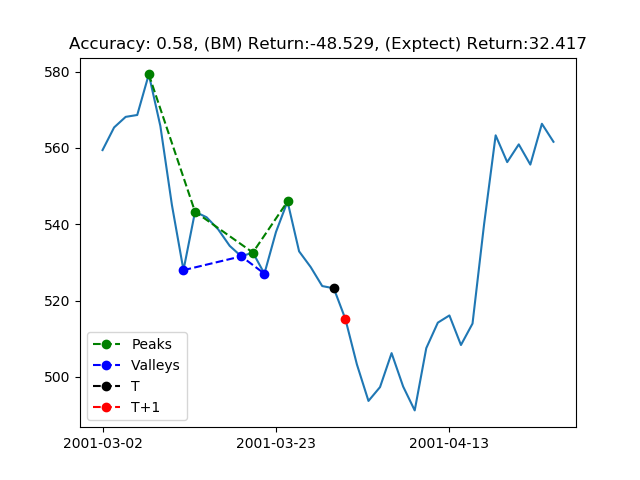 Accuracy: 0.58, (BM) Return:-48.529, (Exptect) Return:32.417
580
560
540
520
500
Peaks
Valleys
T
T+1
2001-03-02
2001-03-23
2001-04-13